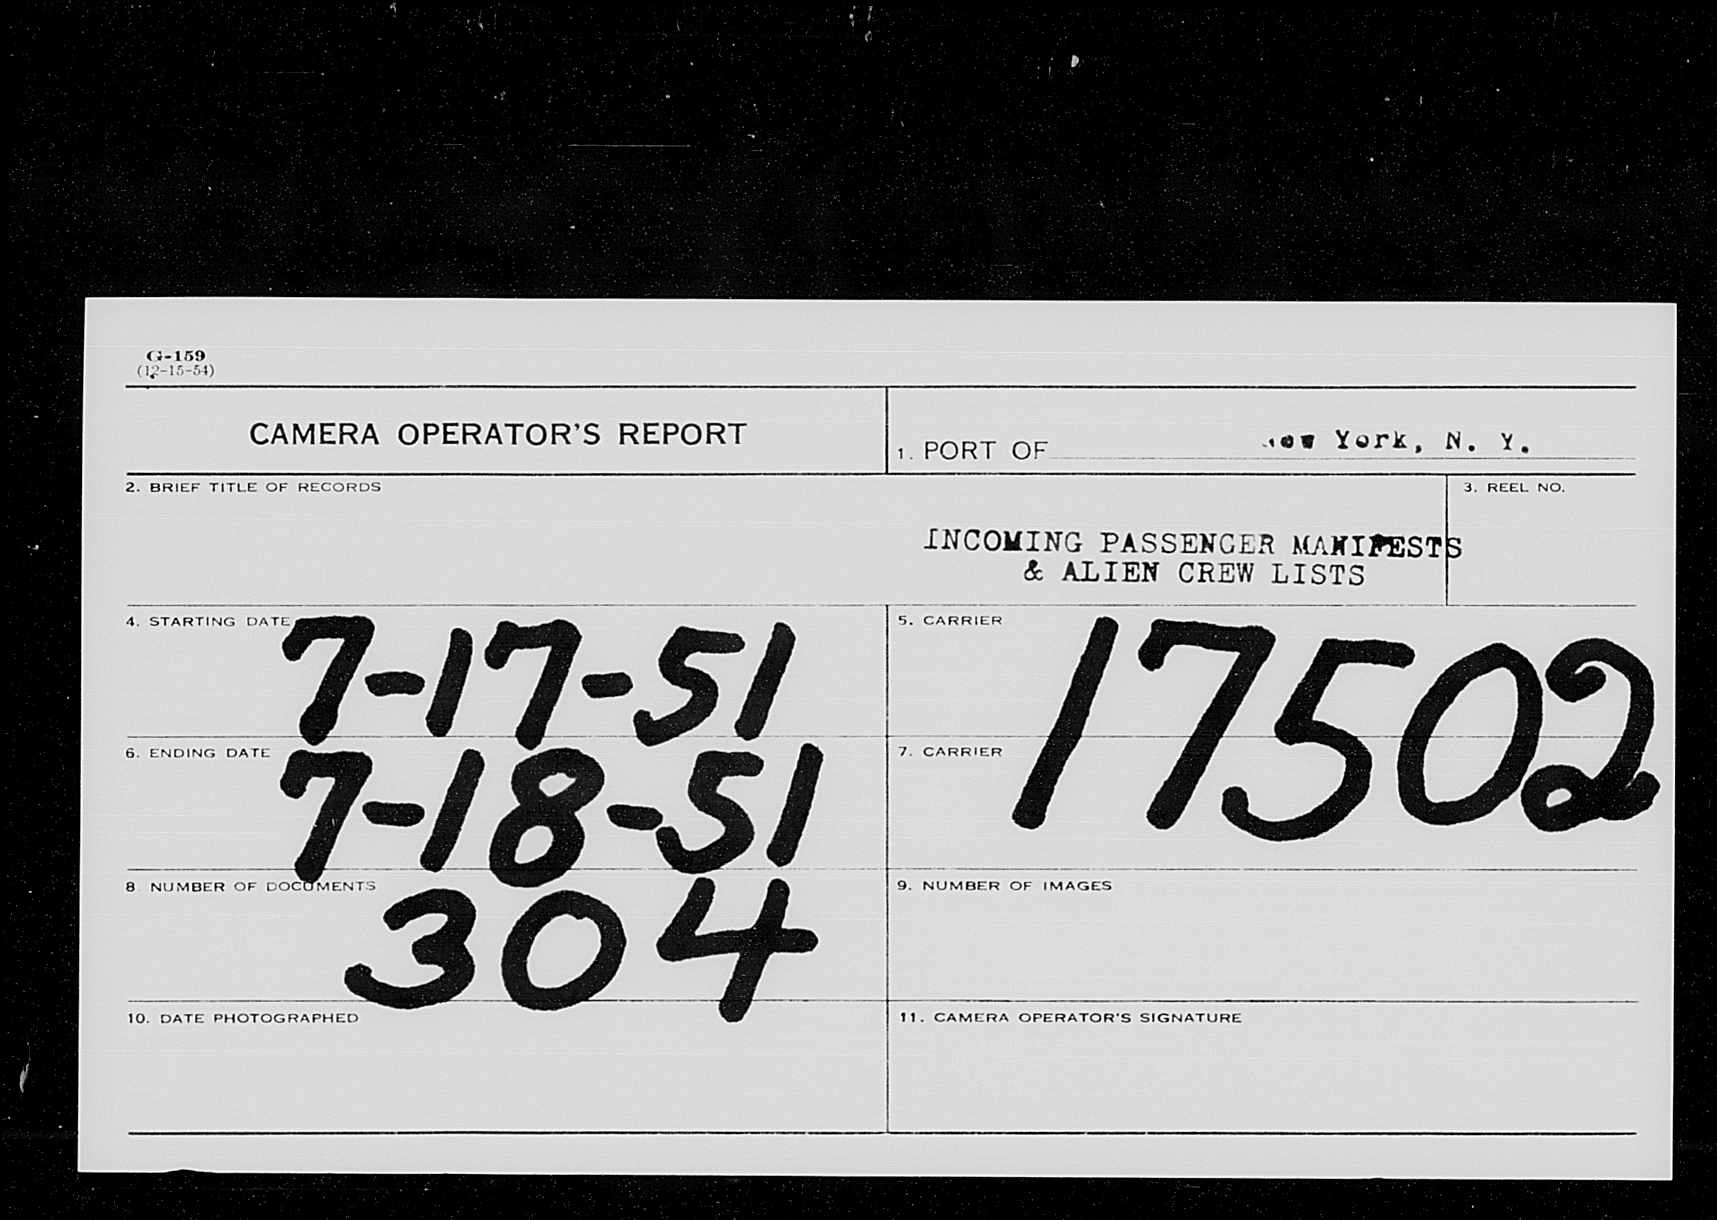 G-159
(12-15-54)
CAMERA OPERATOR'S REPORT
1. PORT OF New York, N. Y.
2. BRIEF TITLE OF RECORDS
3. REEL NO.
INCOMING PASSENGER MANIFESTS
& ALIEN CREW LISTS
4. STARTING DATE 7-17-51
5. CARRIER
17502
6. ENDING DATE 7-18-51
7. CARRIER
8 NUMBER OF DOCUMENTS
304
9. NUMBER OF IMAGES
10. DATE PHOTOGRAPHED
11. CAMERA OPERATOR'S SIGNATURE